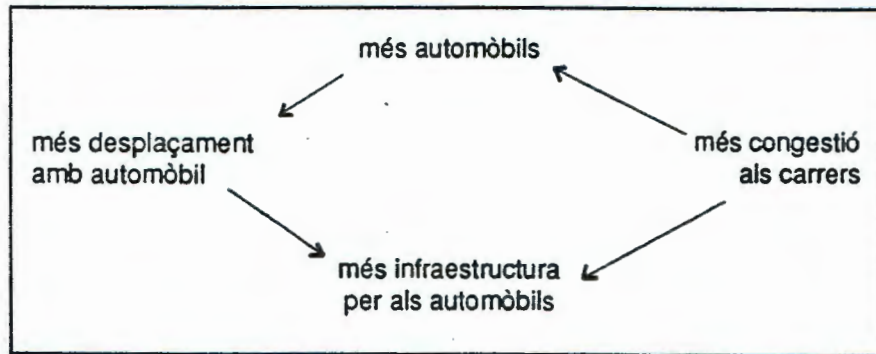 més automòbils
més desplaçament
amb automòbil
més congestió
als carrers
més infraestructura
per als automòbils